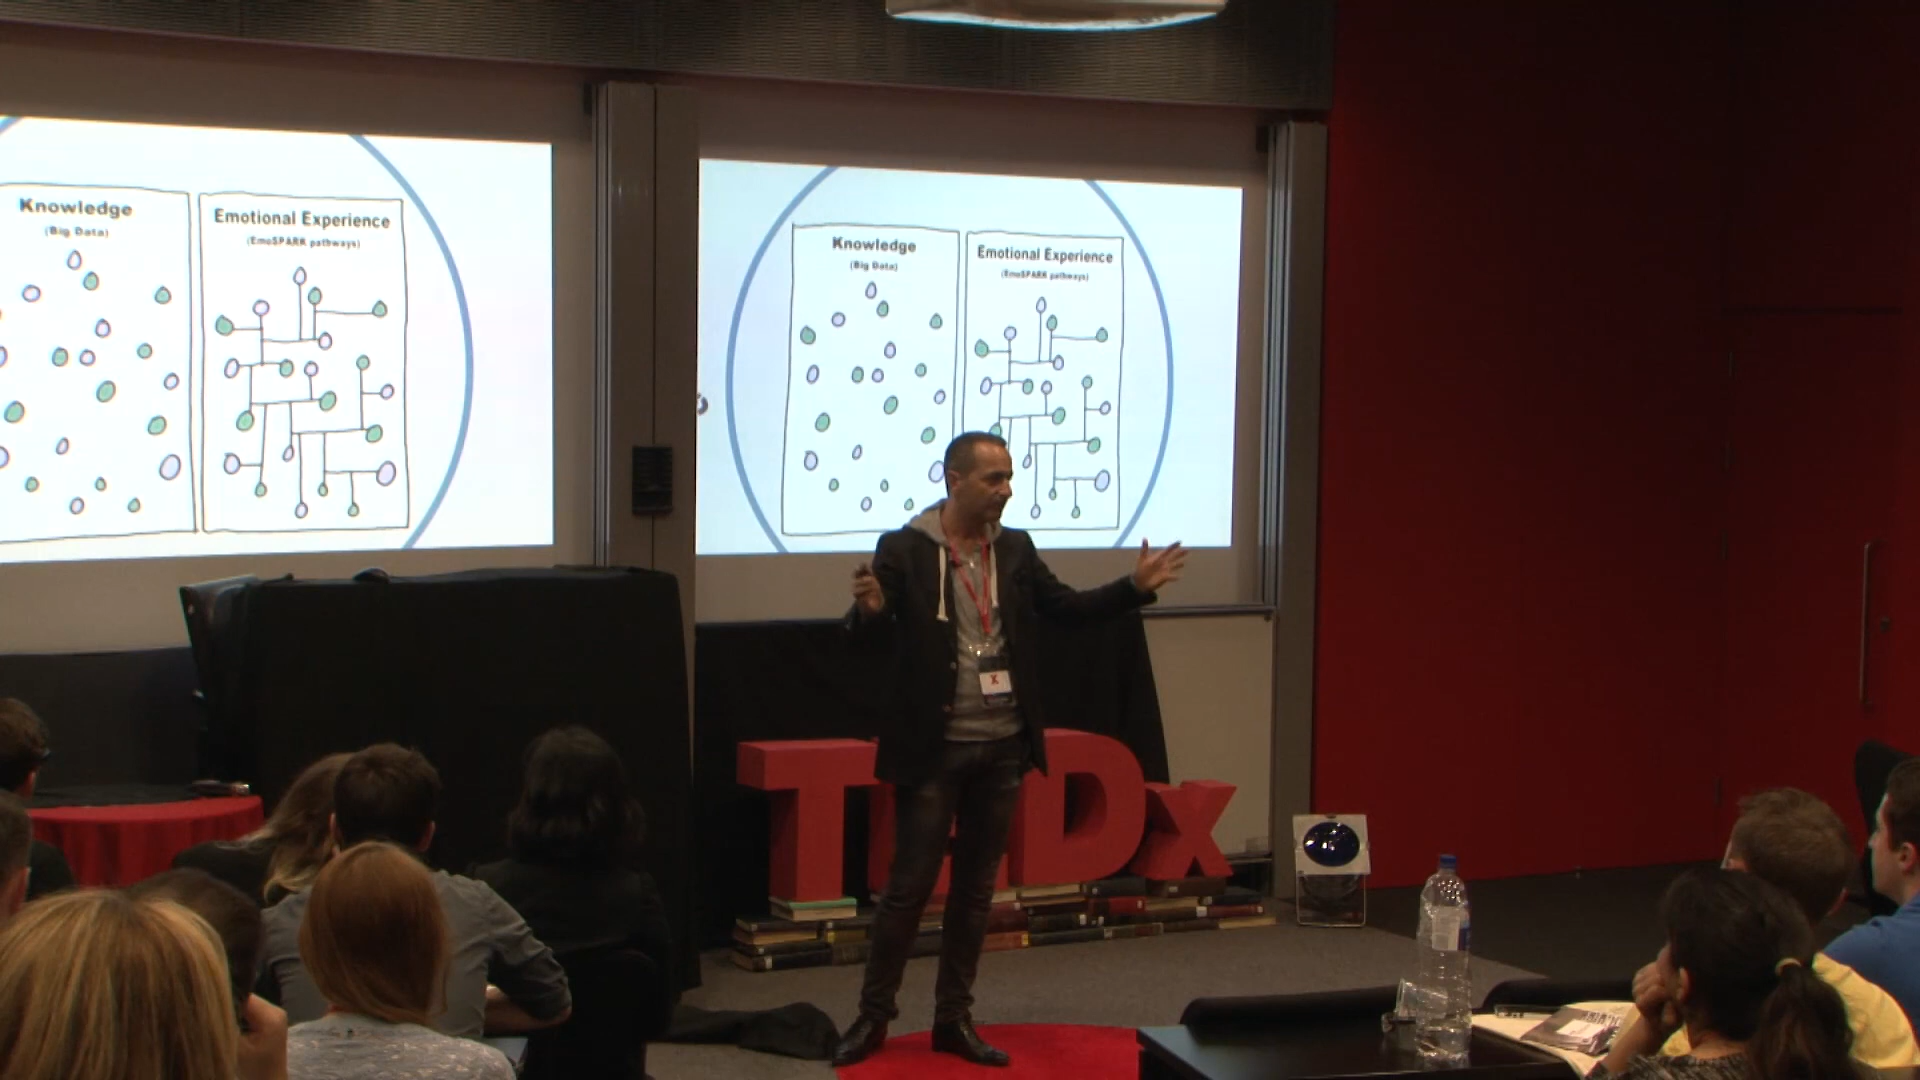 Knowledge
(Big Data)
Emotional Experience
(EmoSPARK pathways)
Knowledge
(Big Data)
Emotional Experience
(EmoSPARK pathways)
X
TEDx